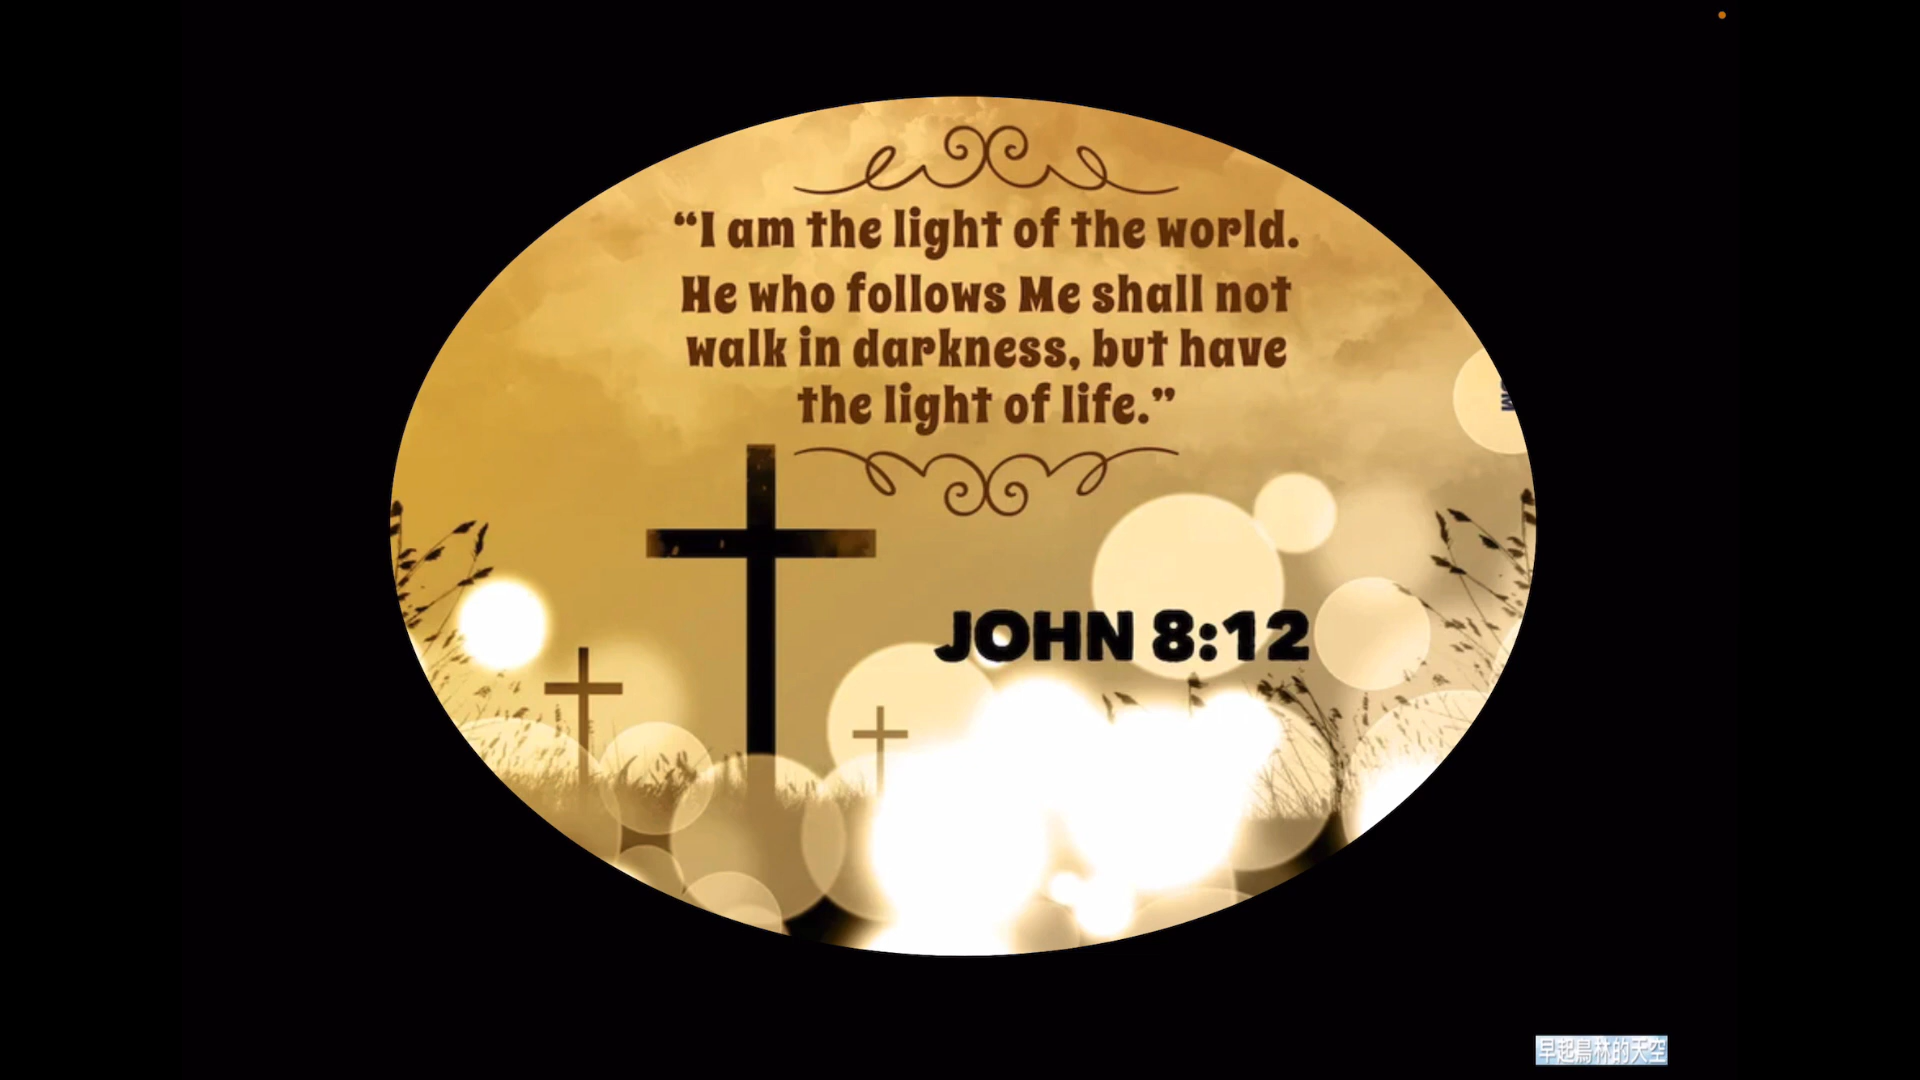 “I am the light of the world.
He who follows Me shall not
walk in darkness, but have
the light of life.”
JOHN 8:12
早起鳥林的天空